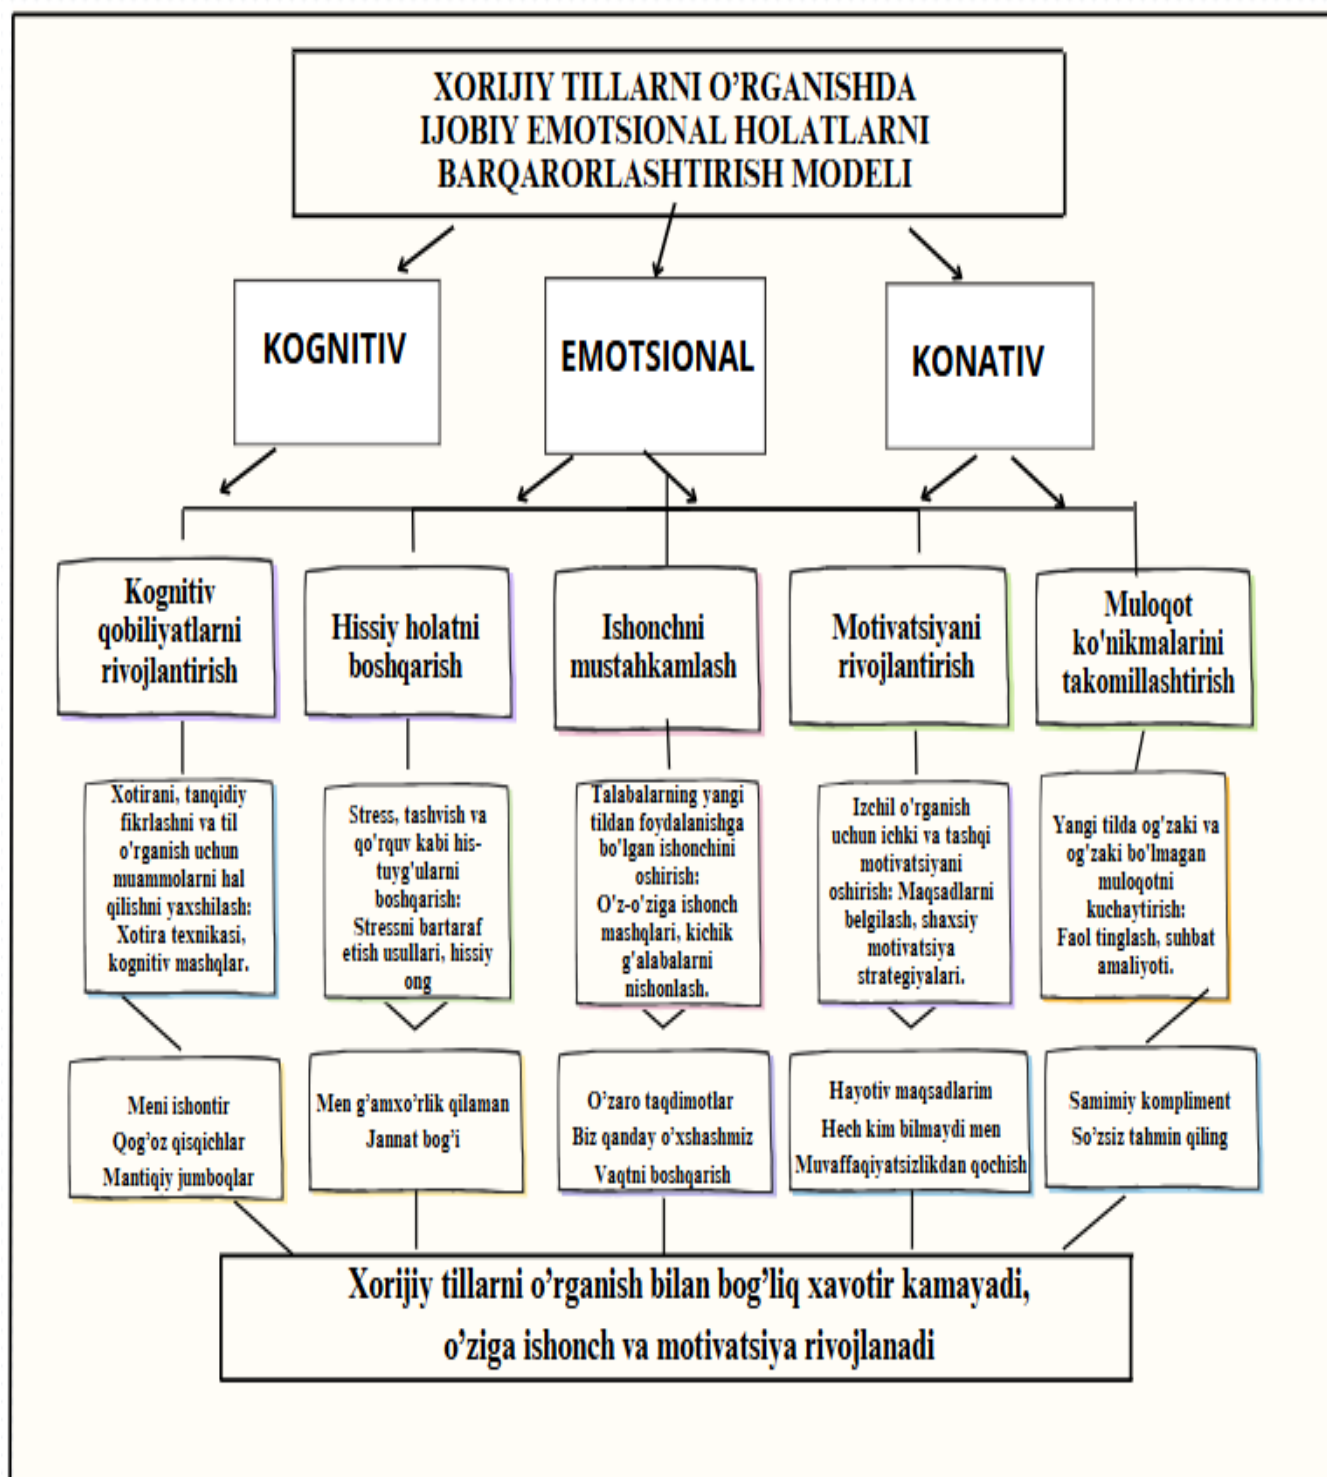 XORIJIY TILLARNI O’RGANISHDA
IJOBIY EMOTSIONAL HOLATLARNI
BARQARORLASHTIRISH MODELI
KOGNITIV
EMOTSIONAL
KONATIV
Kognitiv
qobiliyatlarni
rivojlantirish
Hissiy holatni
boshqarish
Ishonchni
mustahkamlash
Motivatsiyani
rivojlantirish
Muloqot
ko'nikmalarini
takomillashtirish
Xotirani, tanqidiy
fikrlashni va til
o'rganish uchun
muammolarni hal
qilishni yaxshilash:
Xotira texnikasi,
kognitiv mashqlar.
Stress, tashvish va
qo'rquv kabi his-
tuyg'ularni
boshqarish:
Stressni bartaraf
etish usullari, hissiy
ong
Talabalarning yangi
tildan foydalanishga
bo'lgan ishonchini
oshirish:
O'z-o'ziga ishonch
mashqlari, kichik
g'alabalarni
nishonlash.
Izchil o'rganish
uchun ichki va tashqi
motivatsiyani
oshirish: Maqsadlarni
belgilash, shaxsiy
motivatsiya
strategiyalari.
Yangi tilda og'zaki va
og'zaki bo'lmagan
muloqotni
kuchaytirish:
Faol tinglash, suhbat
amaliyoti.
Meni ishontir
Qog’oz qisqichlar
Mantiqiy jumboqlar
Men g’amxo’rlik qilaman
Jannat bog’i
O’zaro taqdimotlar
Biz qanday o’xshashmiz
Vaqtni boshqarish
Hayotiv maqsadlarim
Hech kim bilmaydi men
Muvaffaqiyatsizlikdan qochish
Samimiy kompliment
So’zsiz tahmin qiling
Xorijiy tillarni o’rganish bilan bog’liq xavotir kamayadi,
o’ziga ishonch va motivatsiya rivojlanadi